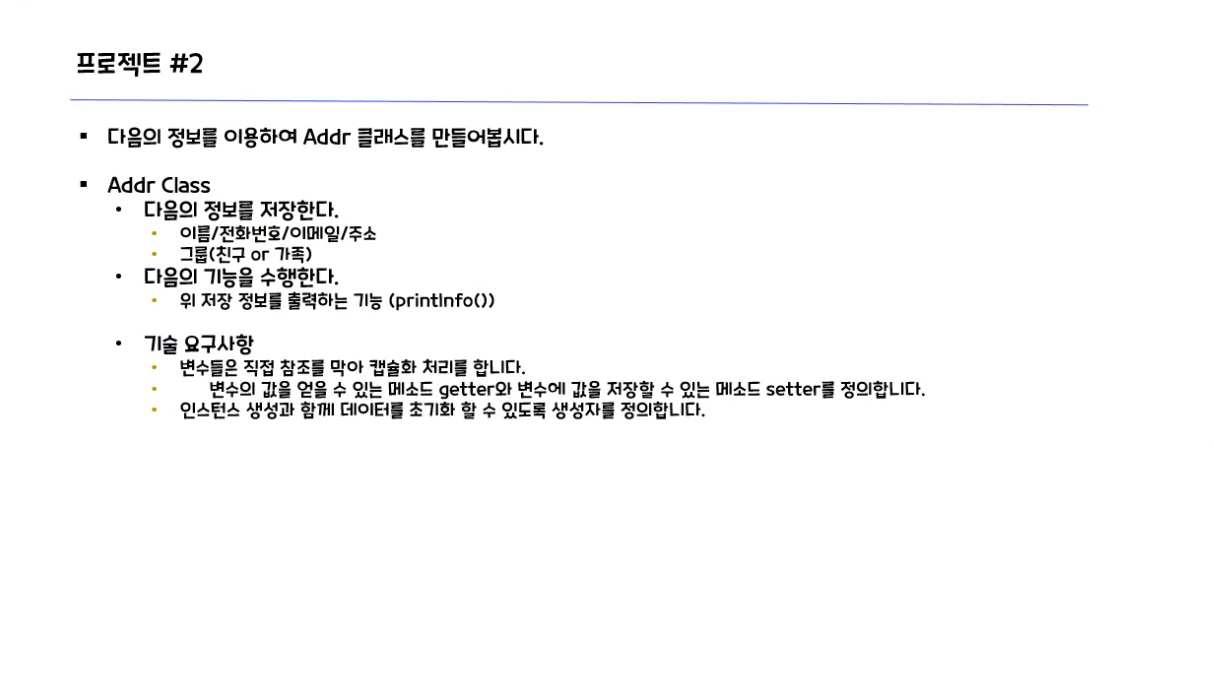 프로젝트 #2
▪ 다음의 정보를 이용하여 Addr 클래스를 만들어봅시다.
▪ Addr Class
• 다음의 정보를 저장한다.
• 이름/전화번호/이메일/주소
• 그룹(친구 or 가족)
• 다음의 기능을 수행한다.
• 위 저장 정보를 출력하는 기능 (printInfo())
• 기술 요구사항
• 변수들은 직접 참조를 막아 캡슐화 처리를 합니다.
• 변수의 값을 얻을 수 있는 메소드 getter와 변수에 값을 저장할 수 있는 메소드 setter를 정의합니다.
• 인스턴스 생성과 함께 데이터를 초기화 할 수 있도록 생성자를 정의합니다.